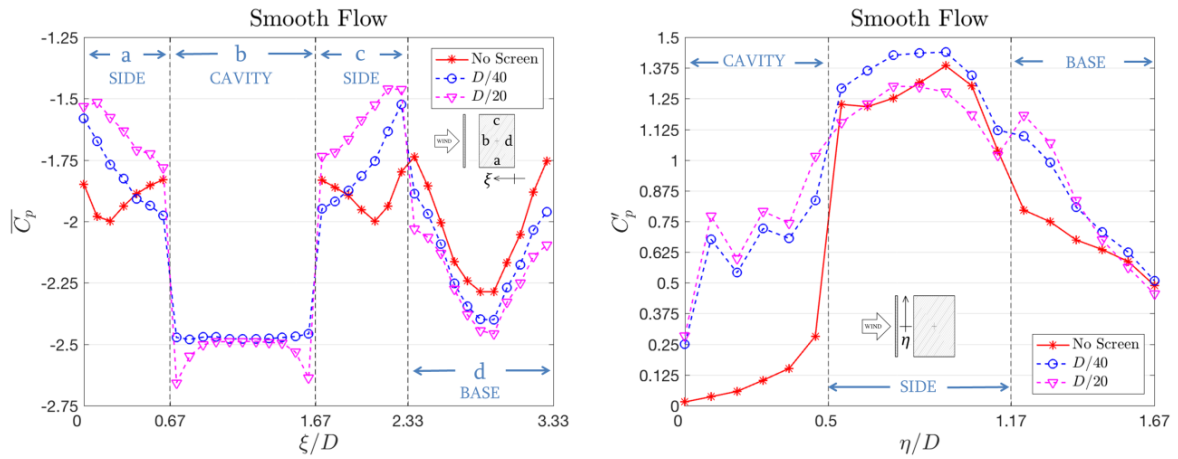 Smooth Flow
-1.25
-1.5
-1.75
-2
-2.25
-2.5
-2.75
C̅p
a
SIDE
b
CAVITY
c
SIDE
No Screen
D/40
D/20
WIND
c
b d
a
ξ
d
BASE
0 0.67 1.67 2.33 3.33
ξ/D
Smooth Flow
1.5
1.375
1.25
1.125
1
0.875
0.75
0.625
0.5
0.375
0.25
0.125
0
C′p
CAVITY
BASE
WIND
η
SIDE
No Screen
D/40
D/20
0 0.5 1.17 1.67
η/D